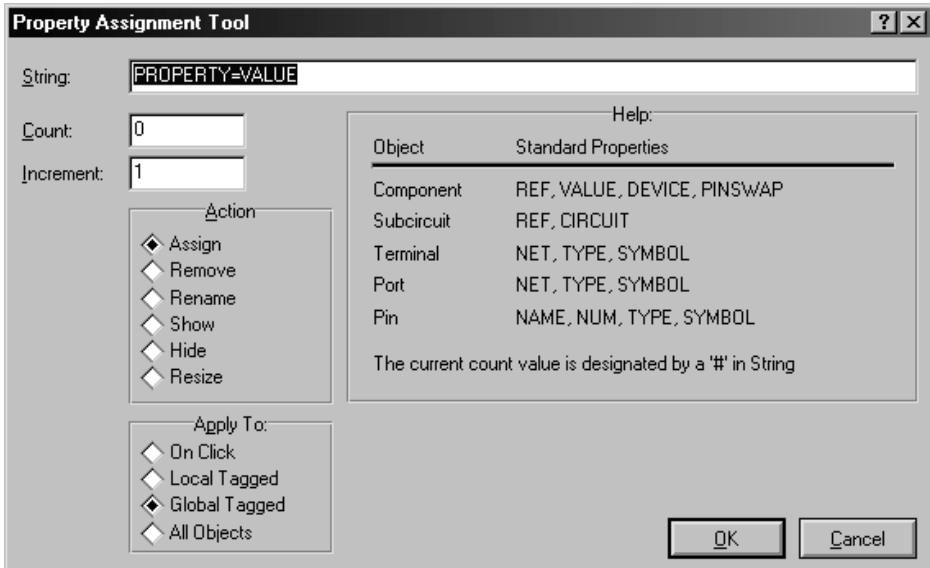 Property Assignment Tool
? ×
String: PROPERTY=VALUE
Count: 0
Increment: 1
Action
Assign
Remove
Rename
Show
Hide
Resize
Apply To:
On Click
Local Tagged
Global Tagged
All Objects
Help:
Object Standard Properties
Component REF, VALUE, DEVICE, PINSWAP
Subcircuit REF, CIRCUIT
Terminal NET, TYPE, SYMBOL
Port NET, TYPE, SYMBOL
Pin NAME, NUM, TYPE, SYMBOL
The current count value is designated by a '#' in String
OK Cancel